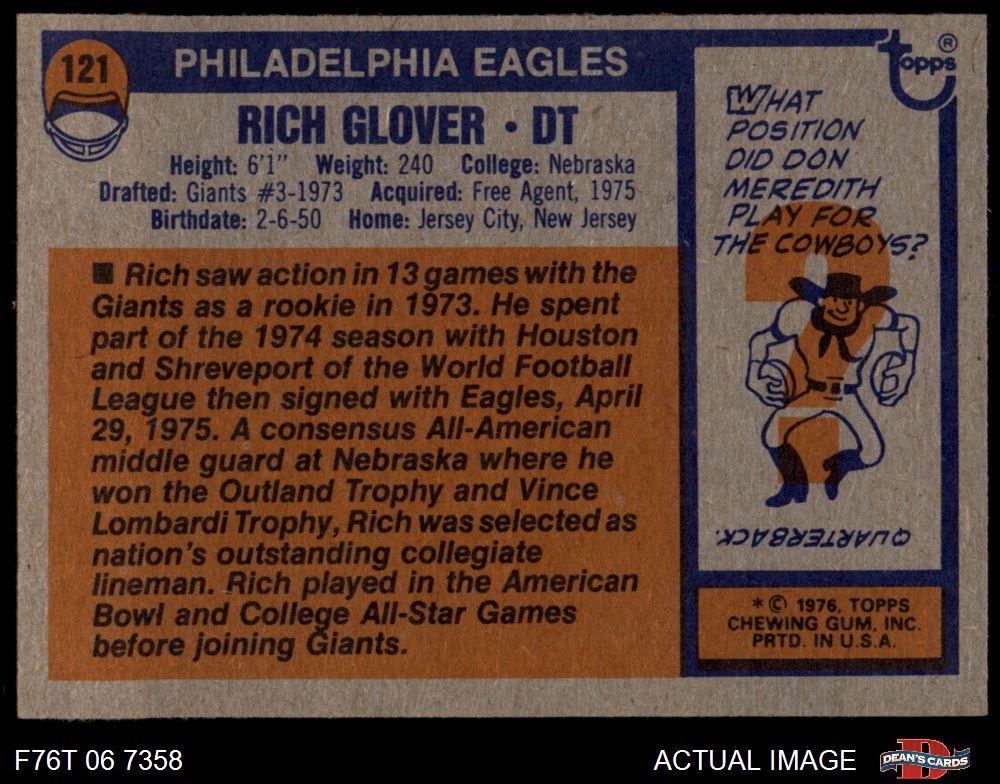 121
PHILADELPHIA EAGLES
RICH GLOVER • DT
Height: 6'1" Weight: 240 College: Nebraska
Drafted: Giants #3-1973 Acquired: Free Agent, 1975
Birthdate: 2-6-50 Home: Jersey City, New Jersey
■ Rich saw action in 13 games with the
Giants as a rookie in 1973. He spent
part of the 1974 season with Houston
and Shreveport of the World Football
League then signed with Eagles, April
29, 1975. A consensus All-American
middle guard at Nebraska where he
won the Outland Trophy and Vince
Lombardi Trophy, Rich was selected as
nation's outstanding collegiate
lineman. Rich played in the American
Bowl and College All-Star Games
before joining Giants.
topps®
WHAT
POSITION
DID DON
MEREDITH
PLAY FOR
THE COWBOYS?
?
QUARTERBACK.
* © 1976, TOPPS
CHEWING GUM, INC.
PRTD. IN U.S.A.
F76T 06 7358
ACTUAL IMAGE
D
DEAN'S CARDS